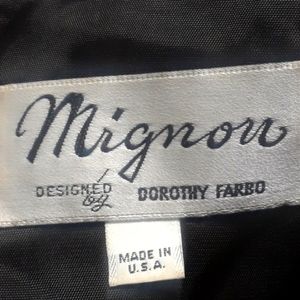 Mignon
DESIGNED by DOROTHY FARBO
MADE IN
U.S.A.